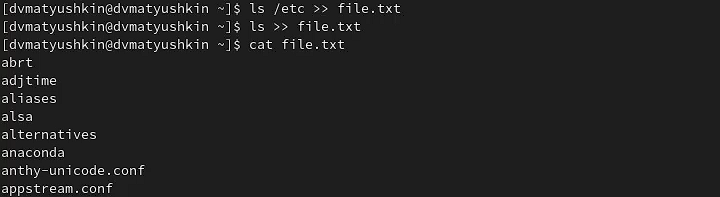 [dvmatyushkin@dvmatyushkin ~]$ ls /etc >> file.txt
[dvmatyushkin@dvmatyushkin ~]$ ls >> file.txt
[dvmatyushkin@dvmatyushkin ~]$ cat file.txt
abrt
adjtime
aliases
alsa
alternatives
anaconda
anthy-unicode.conf
appstream.conf